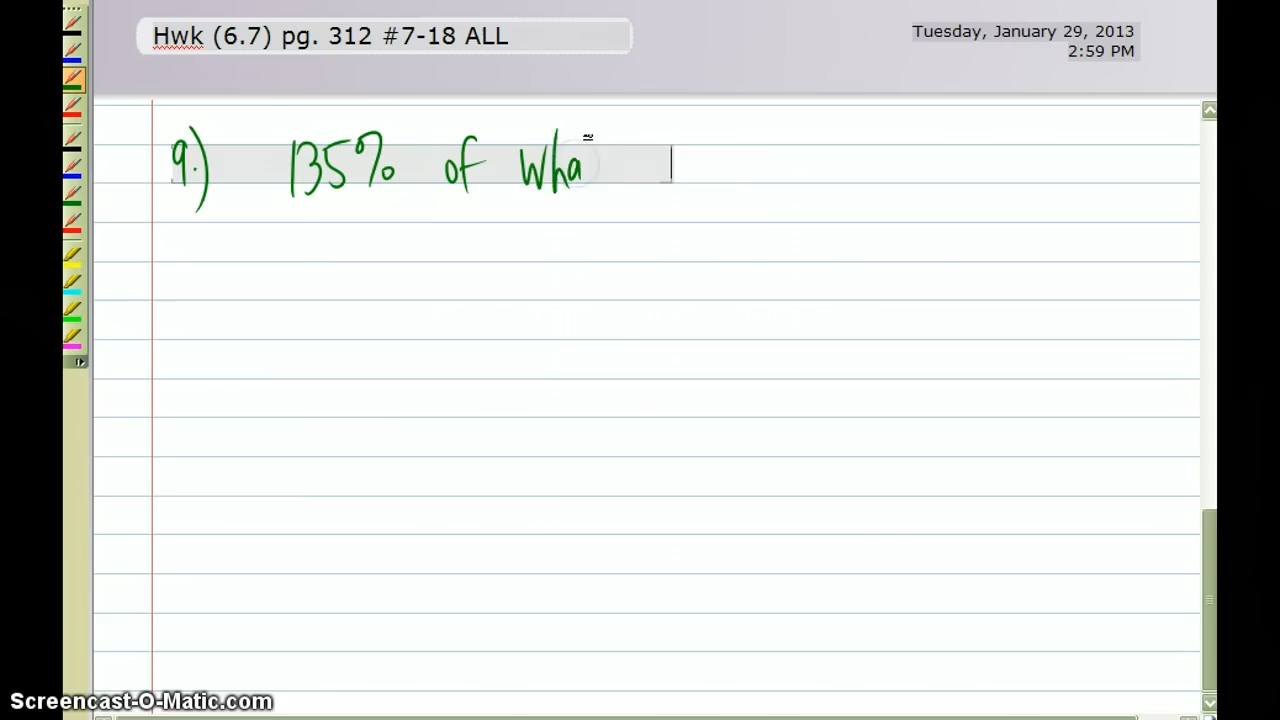 Hwk (6.7) pg. 312 #7-18 ALL
Tuesday, January 29, 2013
2:59 PM
9.) 135% of Wha
Screencast-O-Matic.com